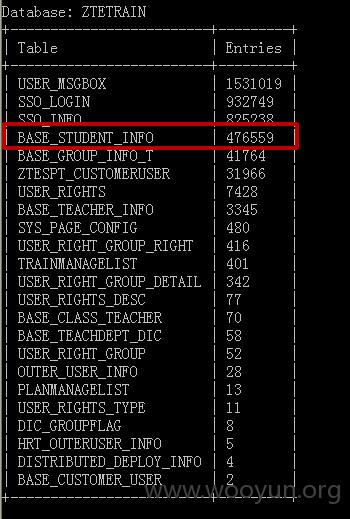 Database: ZTETRAIN
Table | Entries
USER_MSGBOX | 1531019
SSO_LOGIN | 932749
SSO_INFO | 825238
BASE_STUDENT_INFO | 476559
BASE_GROUP_INFO_T | 41764
ZTESPT_CUSTOMERUSER | 31966
USER_RIGHTS | 7428
BASE_TEACHER_INFO | 3345
SYS_PAGE_CONFIG | 480
USER_RIGHT_GROUP_RIGHT | 416
TRAINMANAGELIST | 401
USER_RIGHT_GROUP_DETAIL | 342
USER_RIGHTS_DESC | 77
BASE_CLASS_TEACHER | 70
BASE_TEACHDEPT_DIC | 58
USER_RIGHT_GROUP | 52
OUTER_USER_INFO | 28
PLANMANAGELIST | 13
USER_RIGHTS_TYPE | 11
DIC_GROUPFLAG | 8
HRT_OUTERUSER_INFO | 5
DISTRIBUTED_DEPLOY_INFO | 4
BASE_CUSTOMER_USER | 2
www.wooyun.org